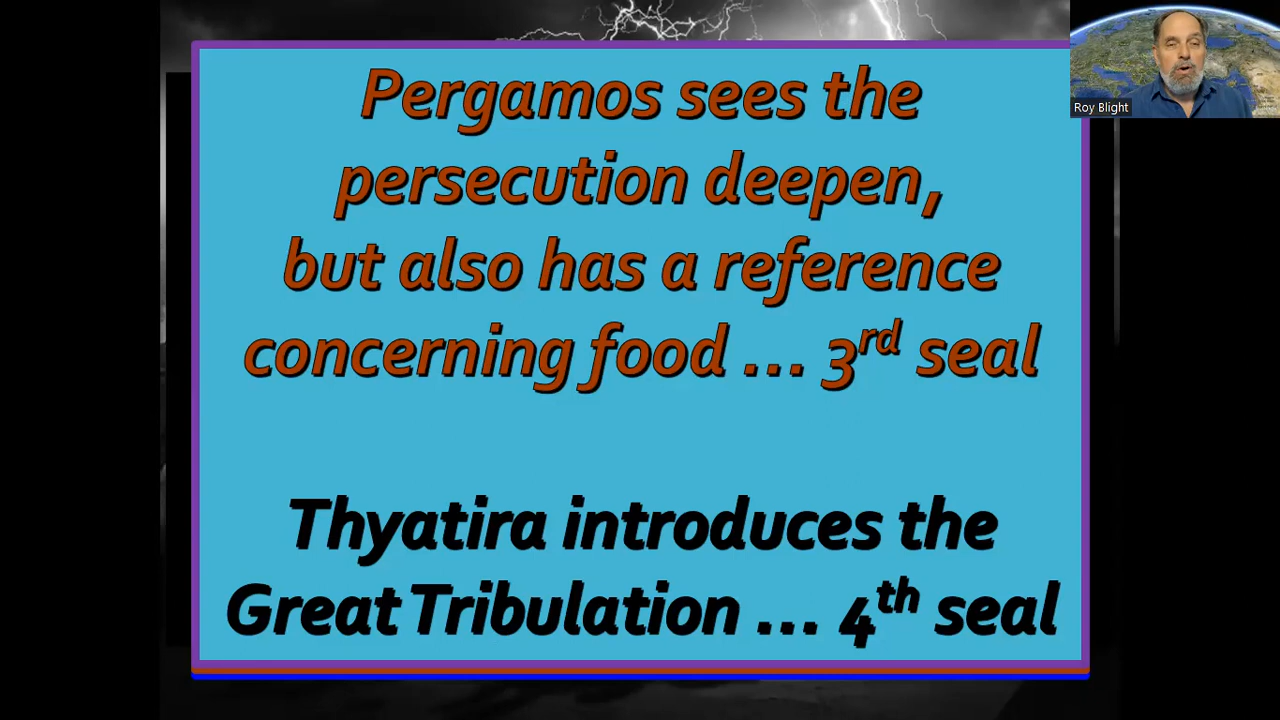 Pergamos sees the
persecution deepen,
but also has a reference
concerning food ... 3rd seal
Thyatira introduces the
Great Tribulation ... 4th seal
Roy Blight